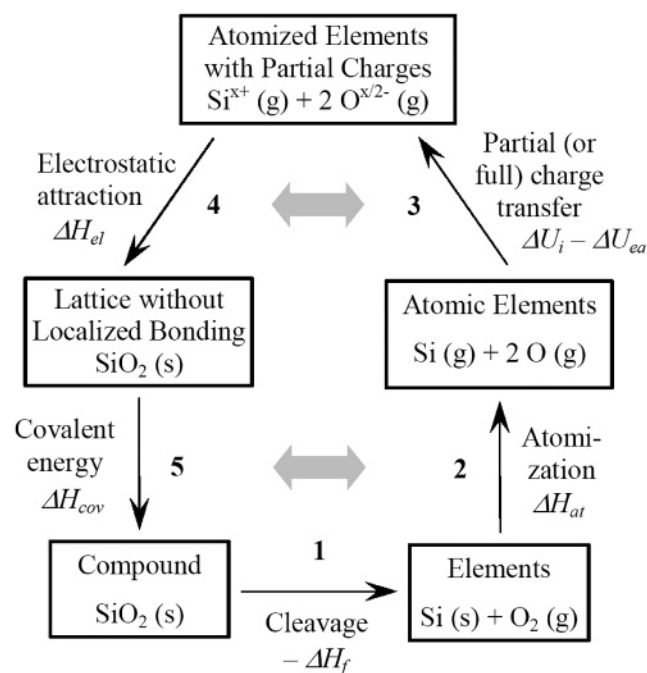 Atomized Elements
with Partial Charges
Siˣ⁺ (g) + 2 Oˣᐟ²⁻ (g)
Electrostatic
attraction
ΔH_el
4
3
Partial (or
full) charge
transfer
ΔU_i – ΔU_ea
Lattice without
Localized Bonding
SiO₂ (s)
Atomic Elements
Si (g) + 2 O (g)
Covalent
energy
ΔH_cov
5
2
Atomi-
zation
ΔH_at
Compound
SiO₂ (s)
1
Cleavage
– ΔH_f
Elements
Si (s) + O₂ (g)